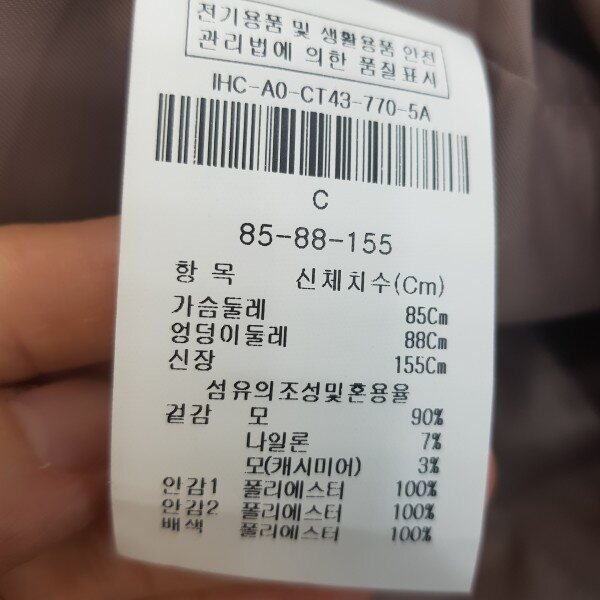 전기용품 및 생활용품 안전
관리법에 의한 품질표시
IHC-A0-CT43-770-5A
C
85-88-155
항 목 신체치수(Cm)
가슴둘레 85Cm
엉덩이둘레 88Cm
신장 155Cm
섬유의조성및혼용율
겉감 모 90%
나일론 7%
모(캐시미어) 3%
안감1 폴리에스터 100%
안감2 폴리에스터 100%
배색 폴리에스터 100%